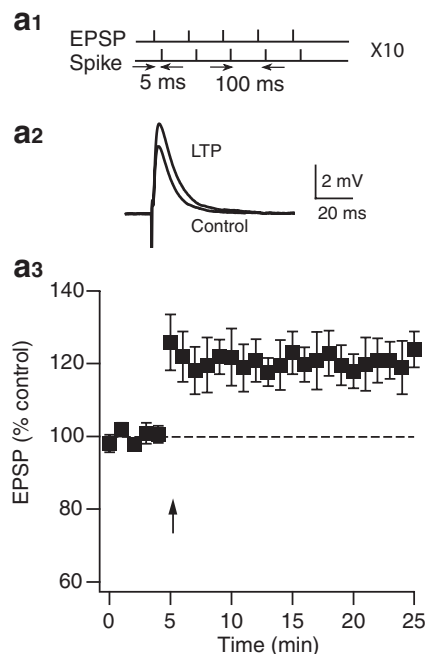 a1
EPSP
X10
Spike
5 ms 100 ms
a2
LTP
2 mV
Control
20 ms
a3
140
120
100
80
60
EPSP (% control)
0 5 10 15 20 25
Time (min)